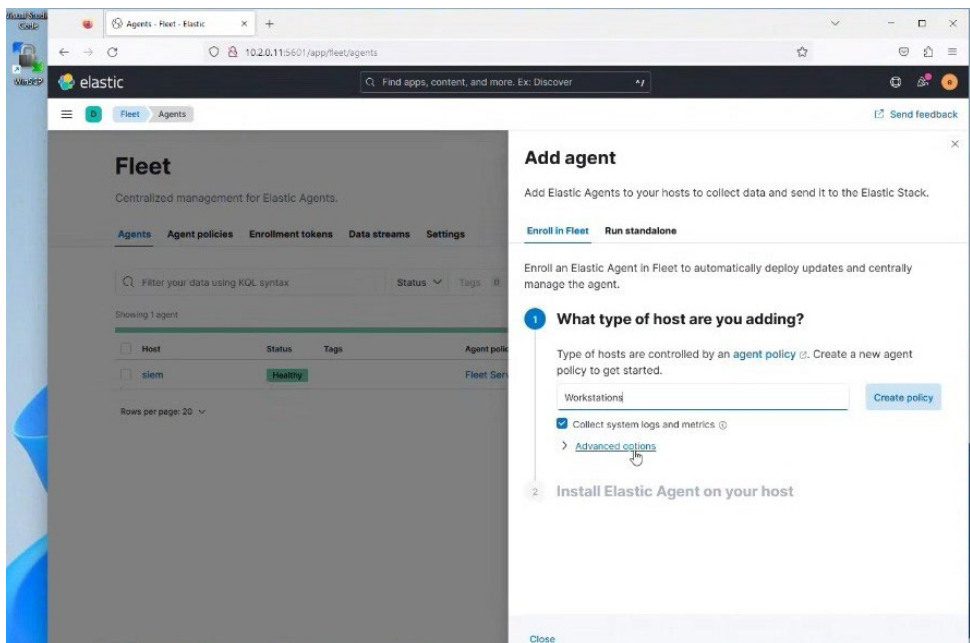 Visual Studio
Code
WinSCP
Agents - Fleet - Elastic
10.2.0.11:5601/app/fleet/agents
elastic
Find apps, content, and more. Ex: Discover
^/
e
D
Fleet
Agents
Send feedback
Fleet
Centralized management for Elastic Agents.
Agents Agent policies Enrollment tokens Data streams Settings
Filter your data using KQL syntax
Status
Tags 0
Showing 1 agent
Host Status Tags Agent polic
siem Healthy Fleet Serv
Rows per page: 20
Add agent
Add Elastic Agents to your hosts to collect data and send it to the Elastic Stack.
Enroll in Fleet Run standalone
Enroll an Elastic Agent in Fleet to automatically deploy updates and centrally
manage the agent.
1 What type of host are you adding?
Type of hosts are controlled by an agent policy. Create a new agent
policy to get started.
Workstations
Create policy
Collect system logs and metrics
Advanced options
2 Install Elastic Agent on your host
Close